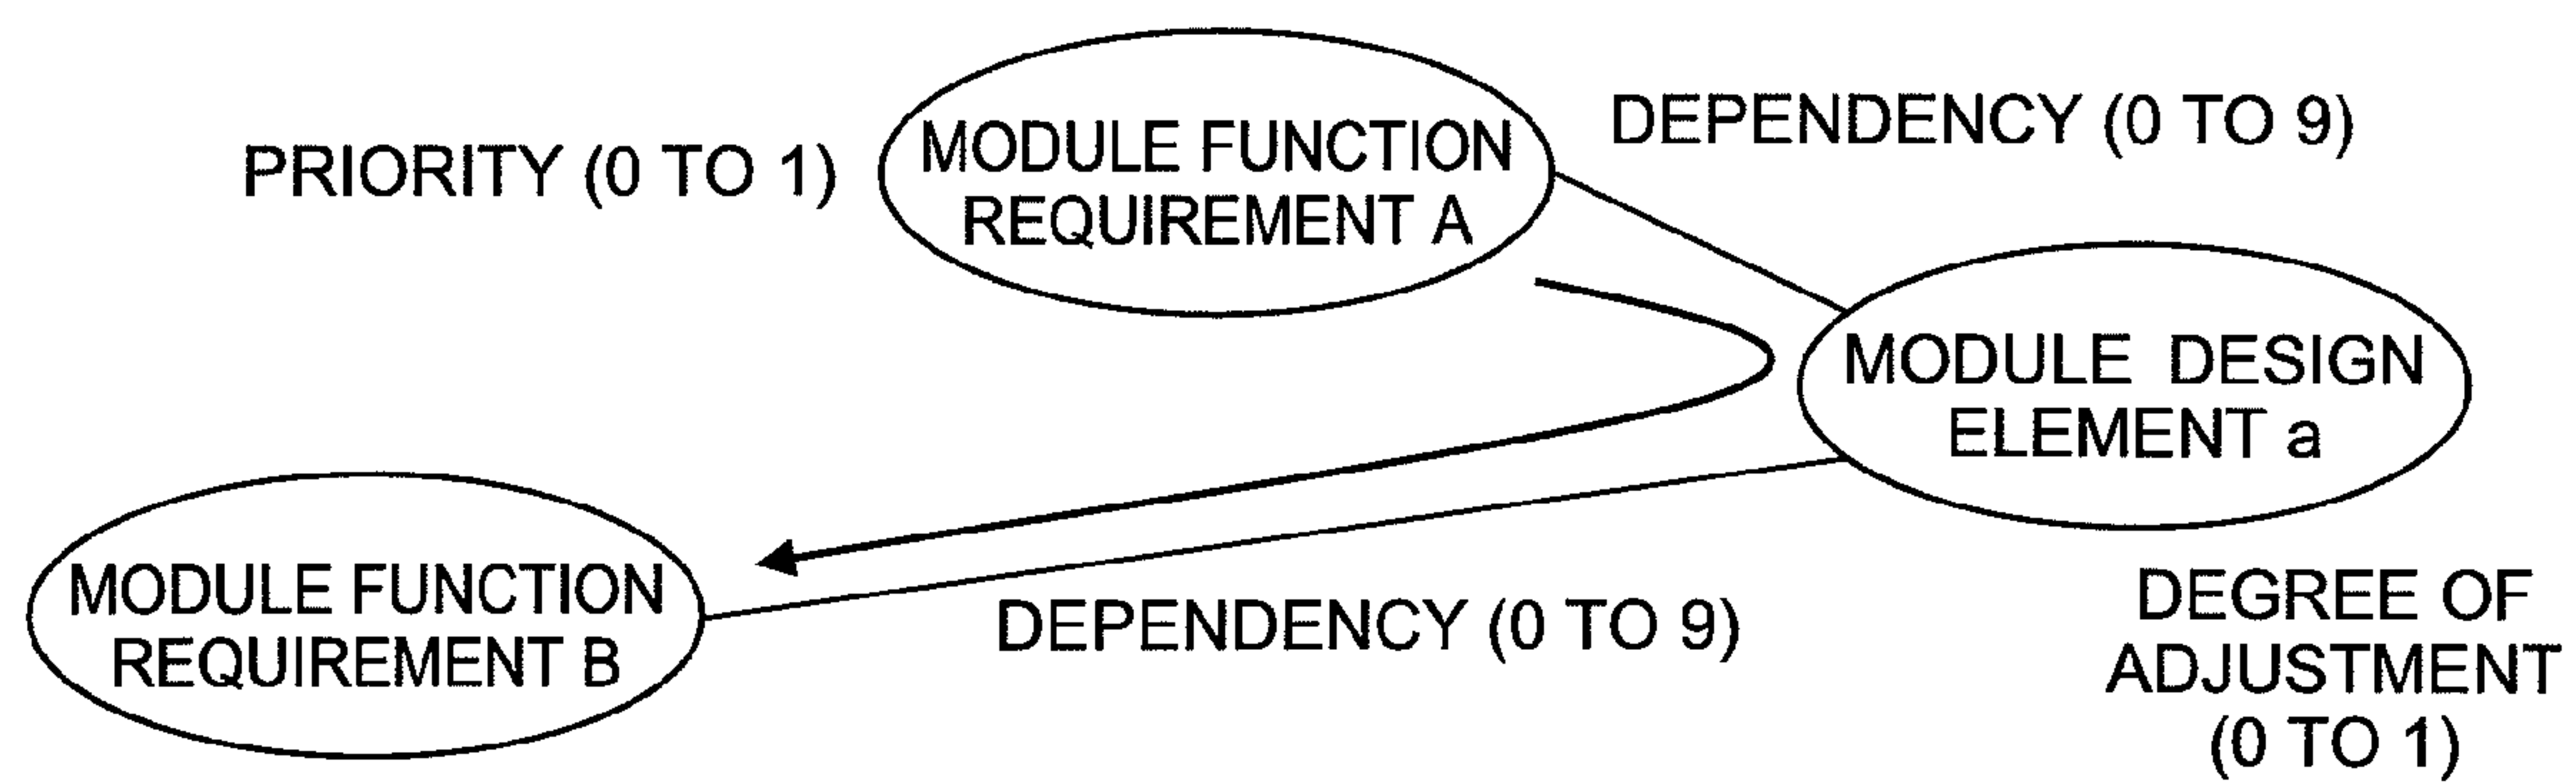 PRIORITY (0 TO 1)
MODULE FUNCTION
REQUIREMENT A
DEPENDENCY (0 TO 9)
MODULE DESIGN
ELEMENT a
MODULE FUNCTION
REQUIREMENT B
DEPENDENCY (0 TO 9)
DEGREE OF
ADJUSTMENT
(0 TO 1)